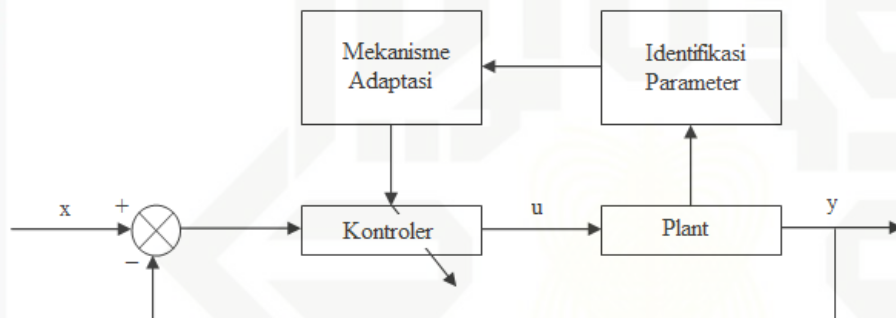 Mekanisme
Adaptasi
Identifikasi
Parameter
x
+
−
Kontroler
u
Plant
y